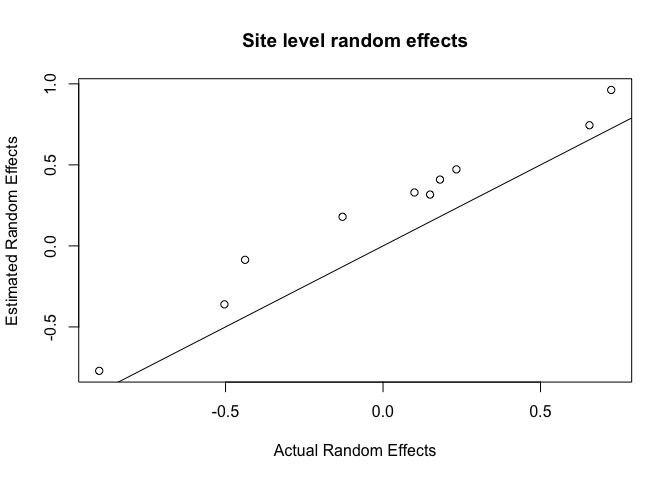 Site level random effects
Estimated Random Effects
1.0
0.5
0.0
-0.5
-0.5 0.0 0.5
Actual Random Effects